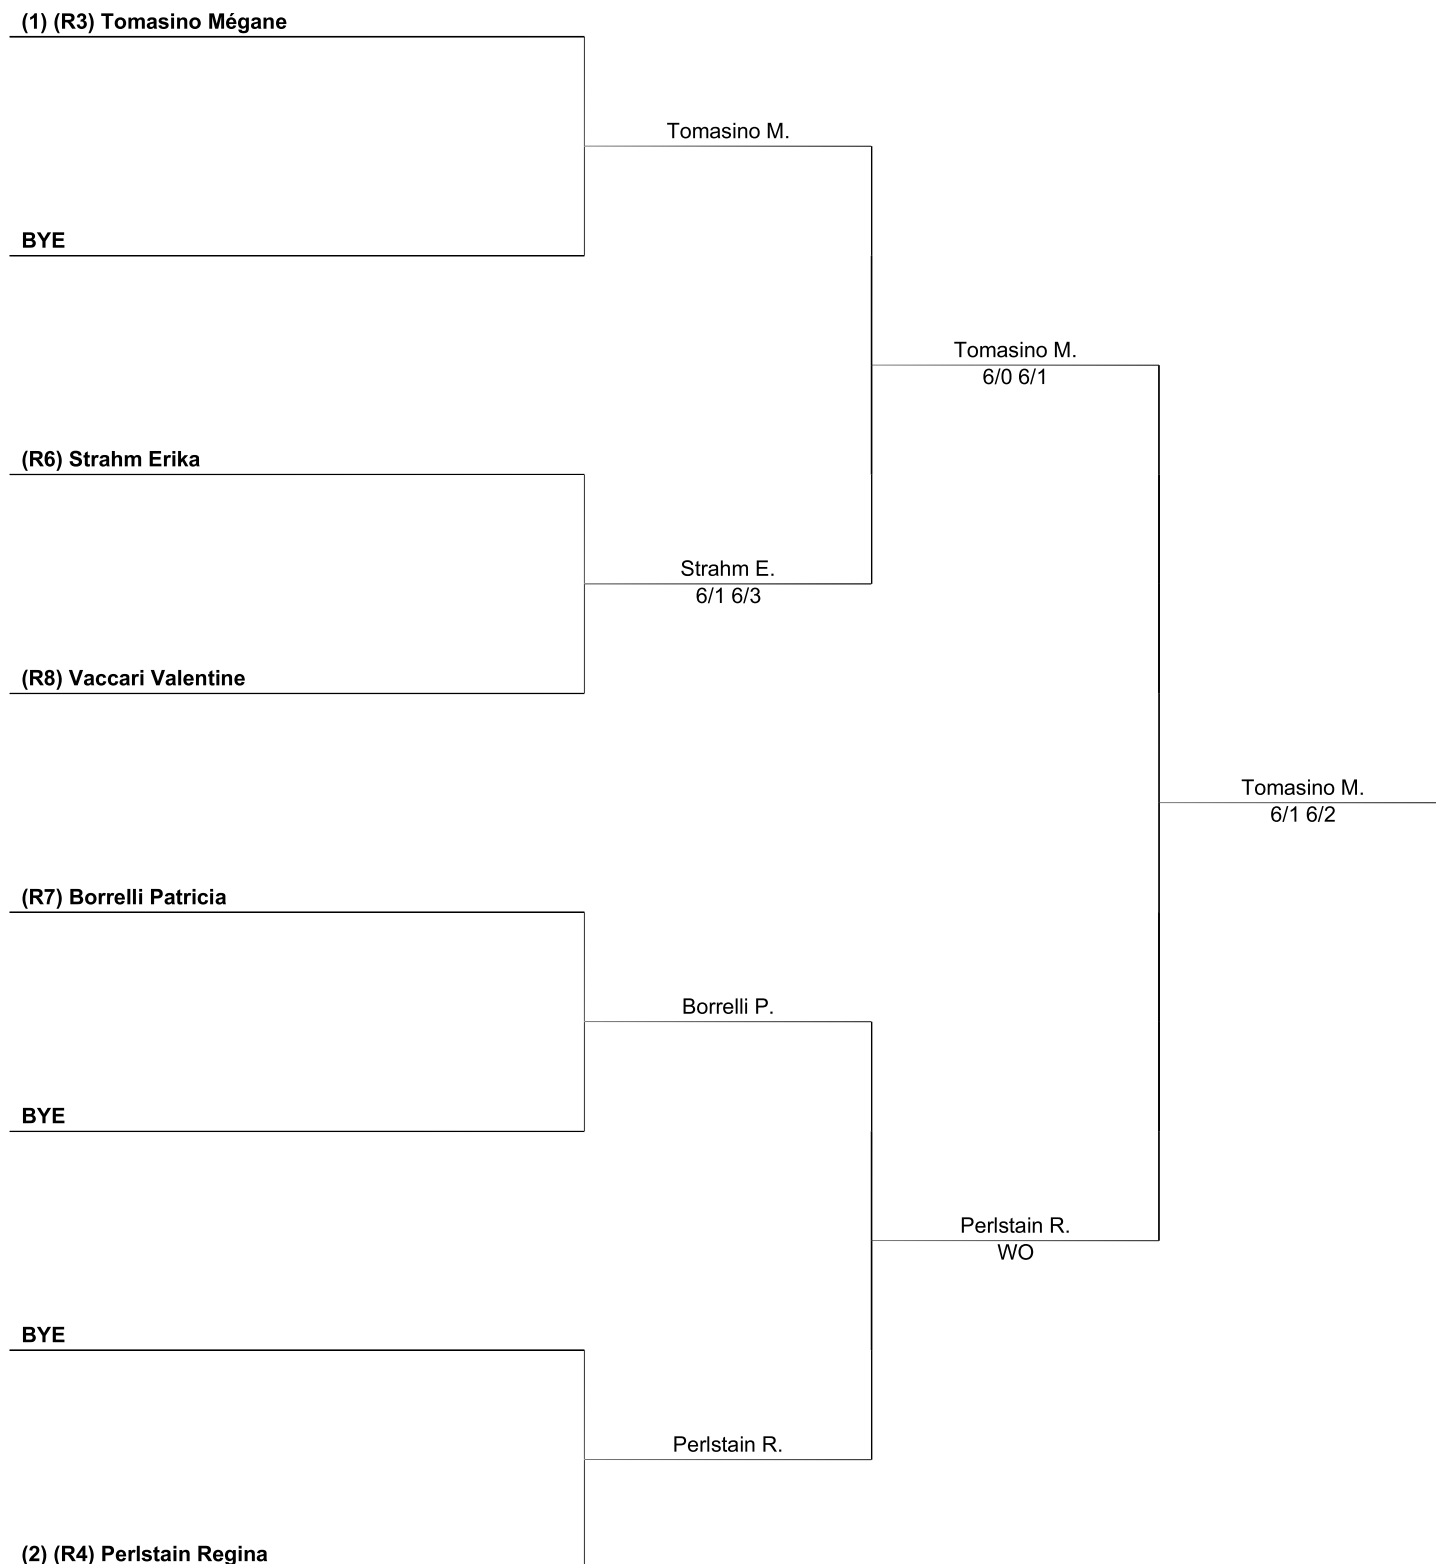 (1) (R3) Tomasino Mégane
Tomasino M.
BYE
Tomasino M.
6/0 6/1
(R6) Strahm Erika
Strahm E.
6/1 6/3
(R8) Vaccari Valentine
Tomasino M.
6/1 6/2
(R7) Borrelli Patricia
Borrelli P.
BYE
Perlstain R.
WO
BYE
Perlstain R.
(2) (R4) Perlstain Regina